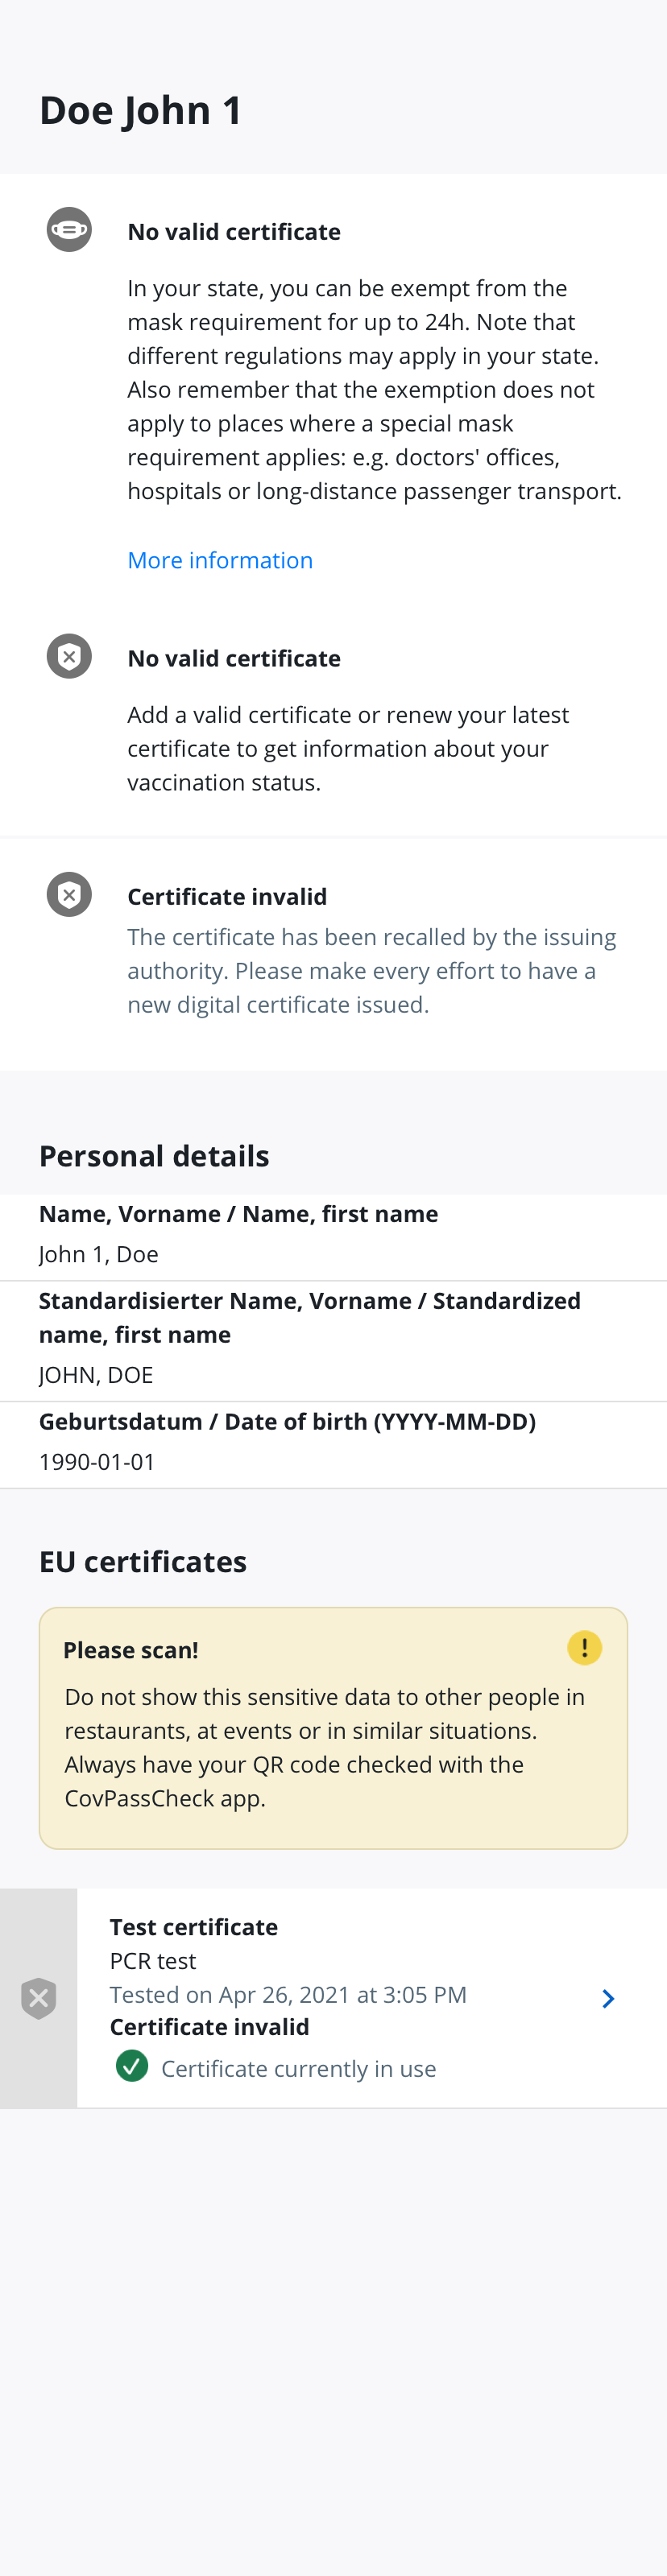 Doe John 1
No valid certificate
In your state, you can be exempt from the
mask requirement for up to 24h. Note that
different regulations may apply in your state.
Also remember that the exemption does not
apply to places where a special mask
requirement applies: e.g. doctors' offices,
hospitals or long-distance passenger transport.
More information
No valid certificate
Add a valid certificate or renew your latest
certificate to get information about your
vaccination status.
Certificate invalid
The certificate has been recalled by the issuing
authority. Please make every effort to have a
new digital certificate issued.
Personal details
Name, Vorname / Name, first name
John 1, Doe
Standardisierter Name, Vorname / Standardized
name, first name
JOHN, DOE
Geburtsdatum / Date of birth (YYYY-MM-DD)
1990-01-01
EU certificates
Please scan!
Do not show this sensitive data to other people in
restaurants, at events or in similar situations.
Always have your QR code checked with the
CovPassCheck app.
Test certificate
PCR test
Tested on Apr 26, 2021 at 3:05 PM
Certificate invalid
Certificate currently in use